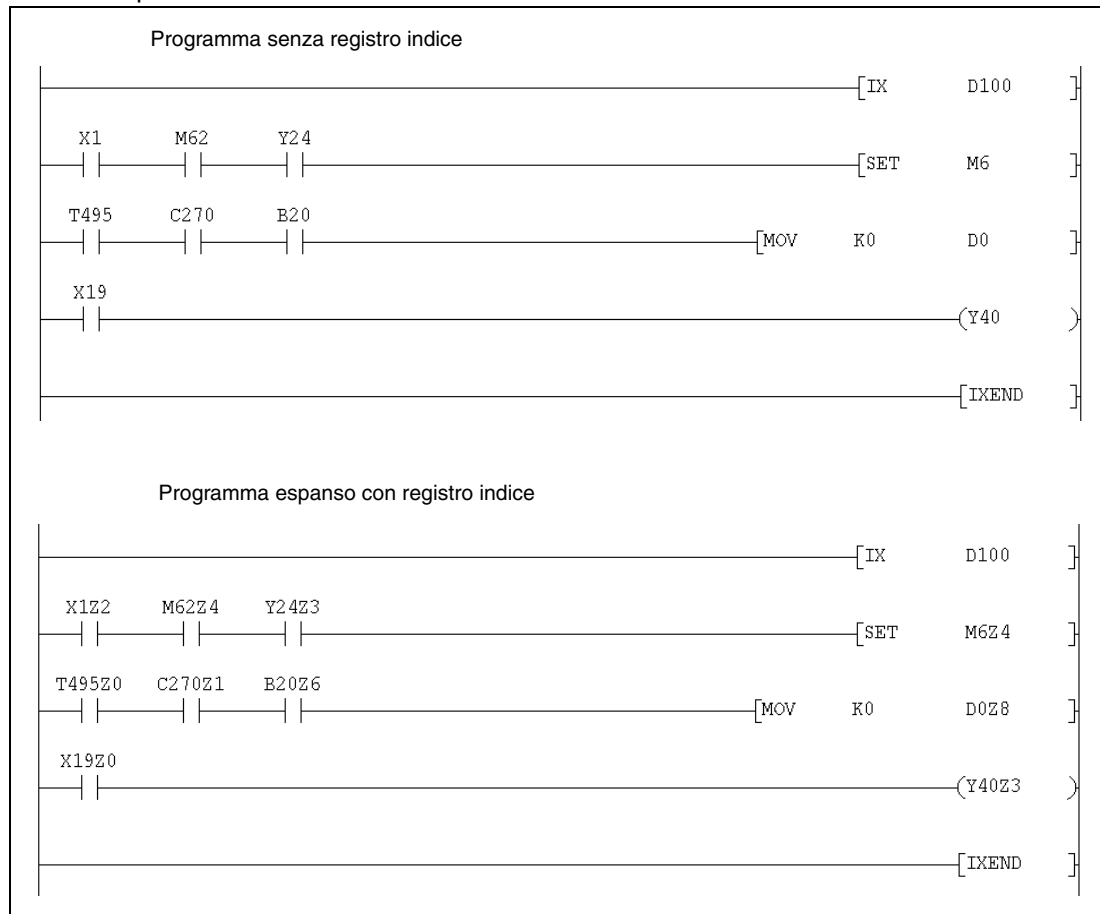 Programma senza registro indice
IX D100
X1 M62 Y24
SET M6
T495 C270 B20
MOV K0 D0
X19
Y40
IXEND
Programma espanso con registro indice
IX D100
X1Z2 M62Z4 Y24Z3
SET M6Z4
T495Z0 C270Z1 B20Z6
MOV K0 D0Z8
X19Z0
Y40Z3
IXEND